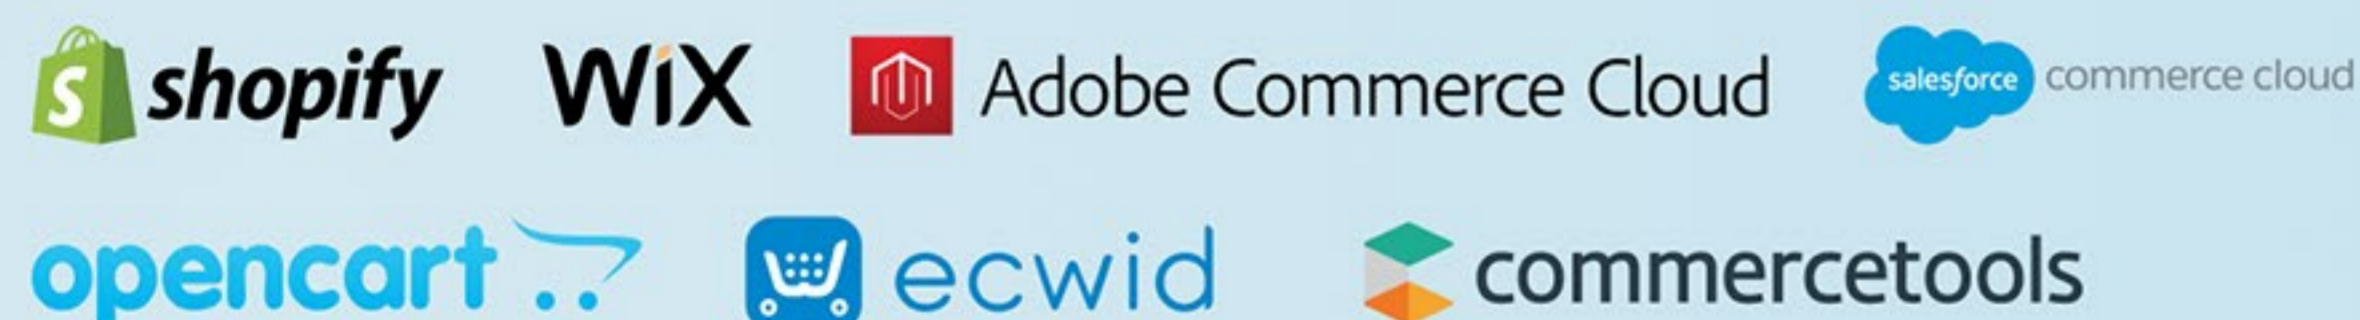 shopify WiX Adobe Commerce Cloud salesforce commerce cloud
opencart ecwid commercetools